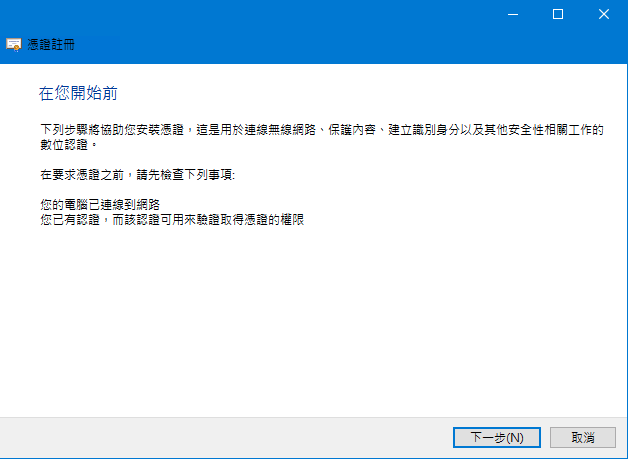 憑證註冊
在您開始前
下列步驟將協助您安裝憑證，這是用於連線無線網路、保護內容、建立識別身分以及其他安全性相關工作的
數位認證。
在要求憑證之前，請先檢查下列事項:
您的電腦已連線到網路
您已有認證，而該認證可用來驗證取得憑證的權限
下一步(N)
取消